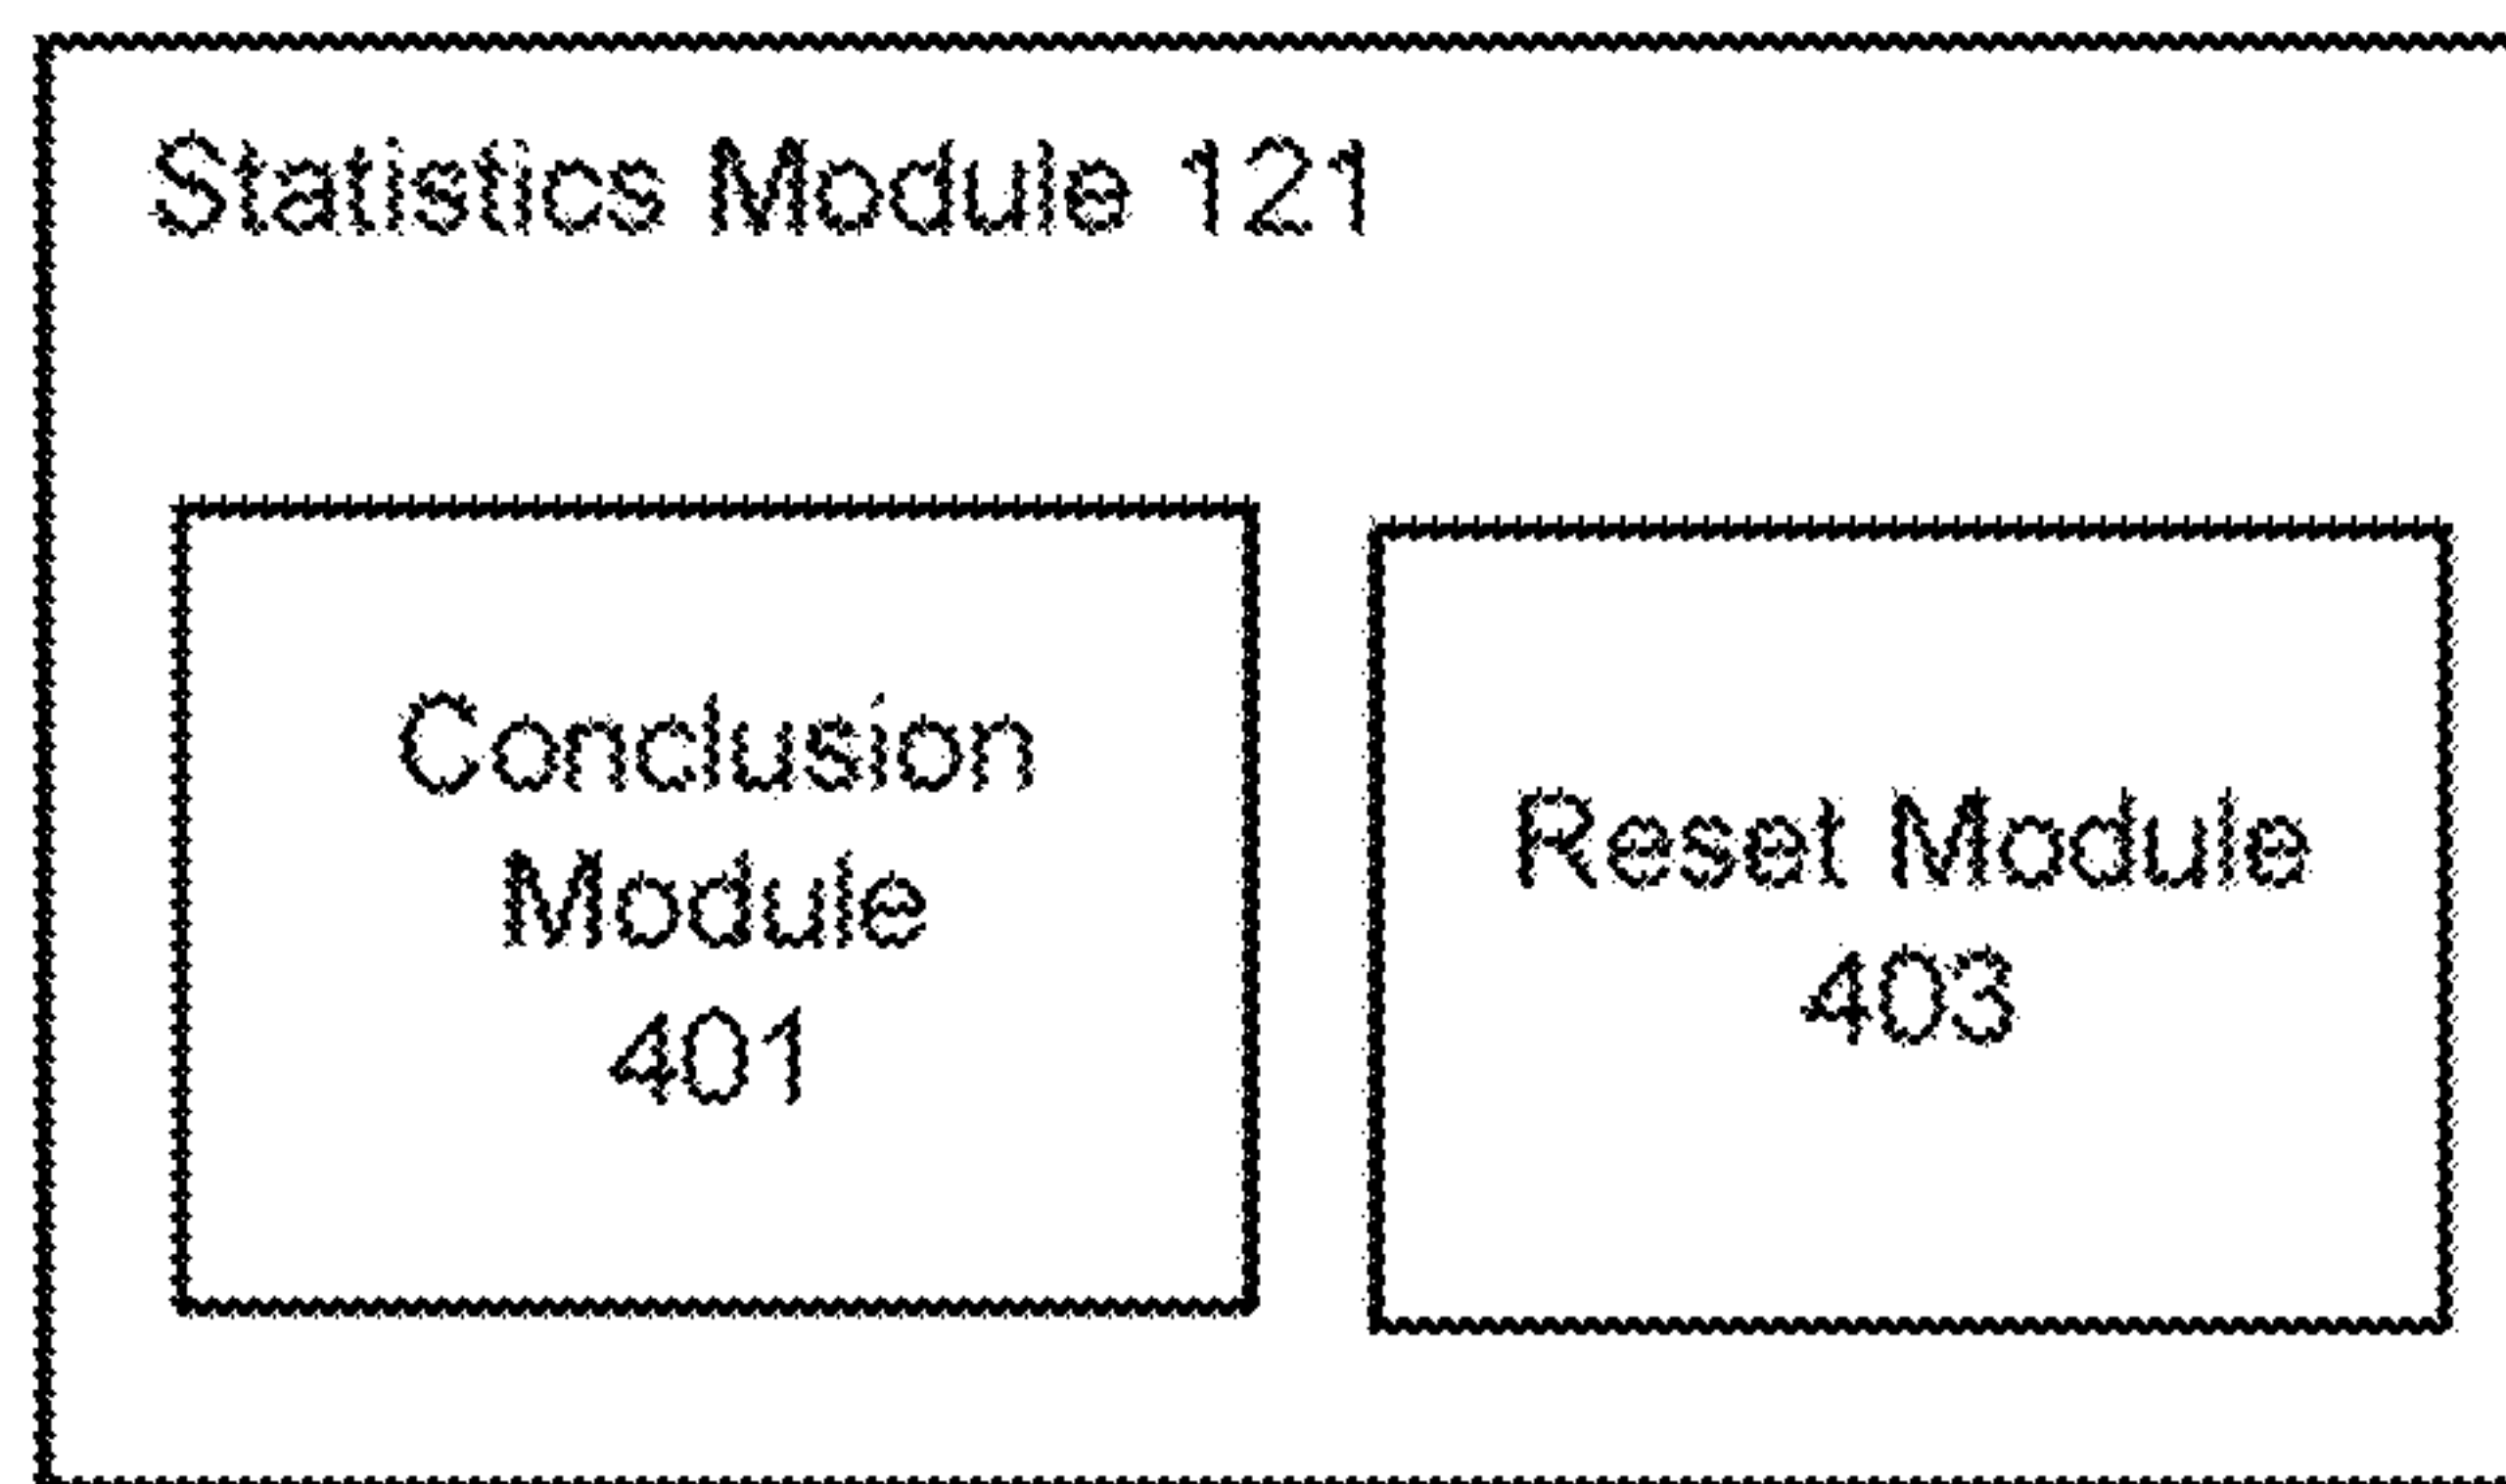 Statistics Module 121
Conclusion
Module
401
Reset Module
403